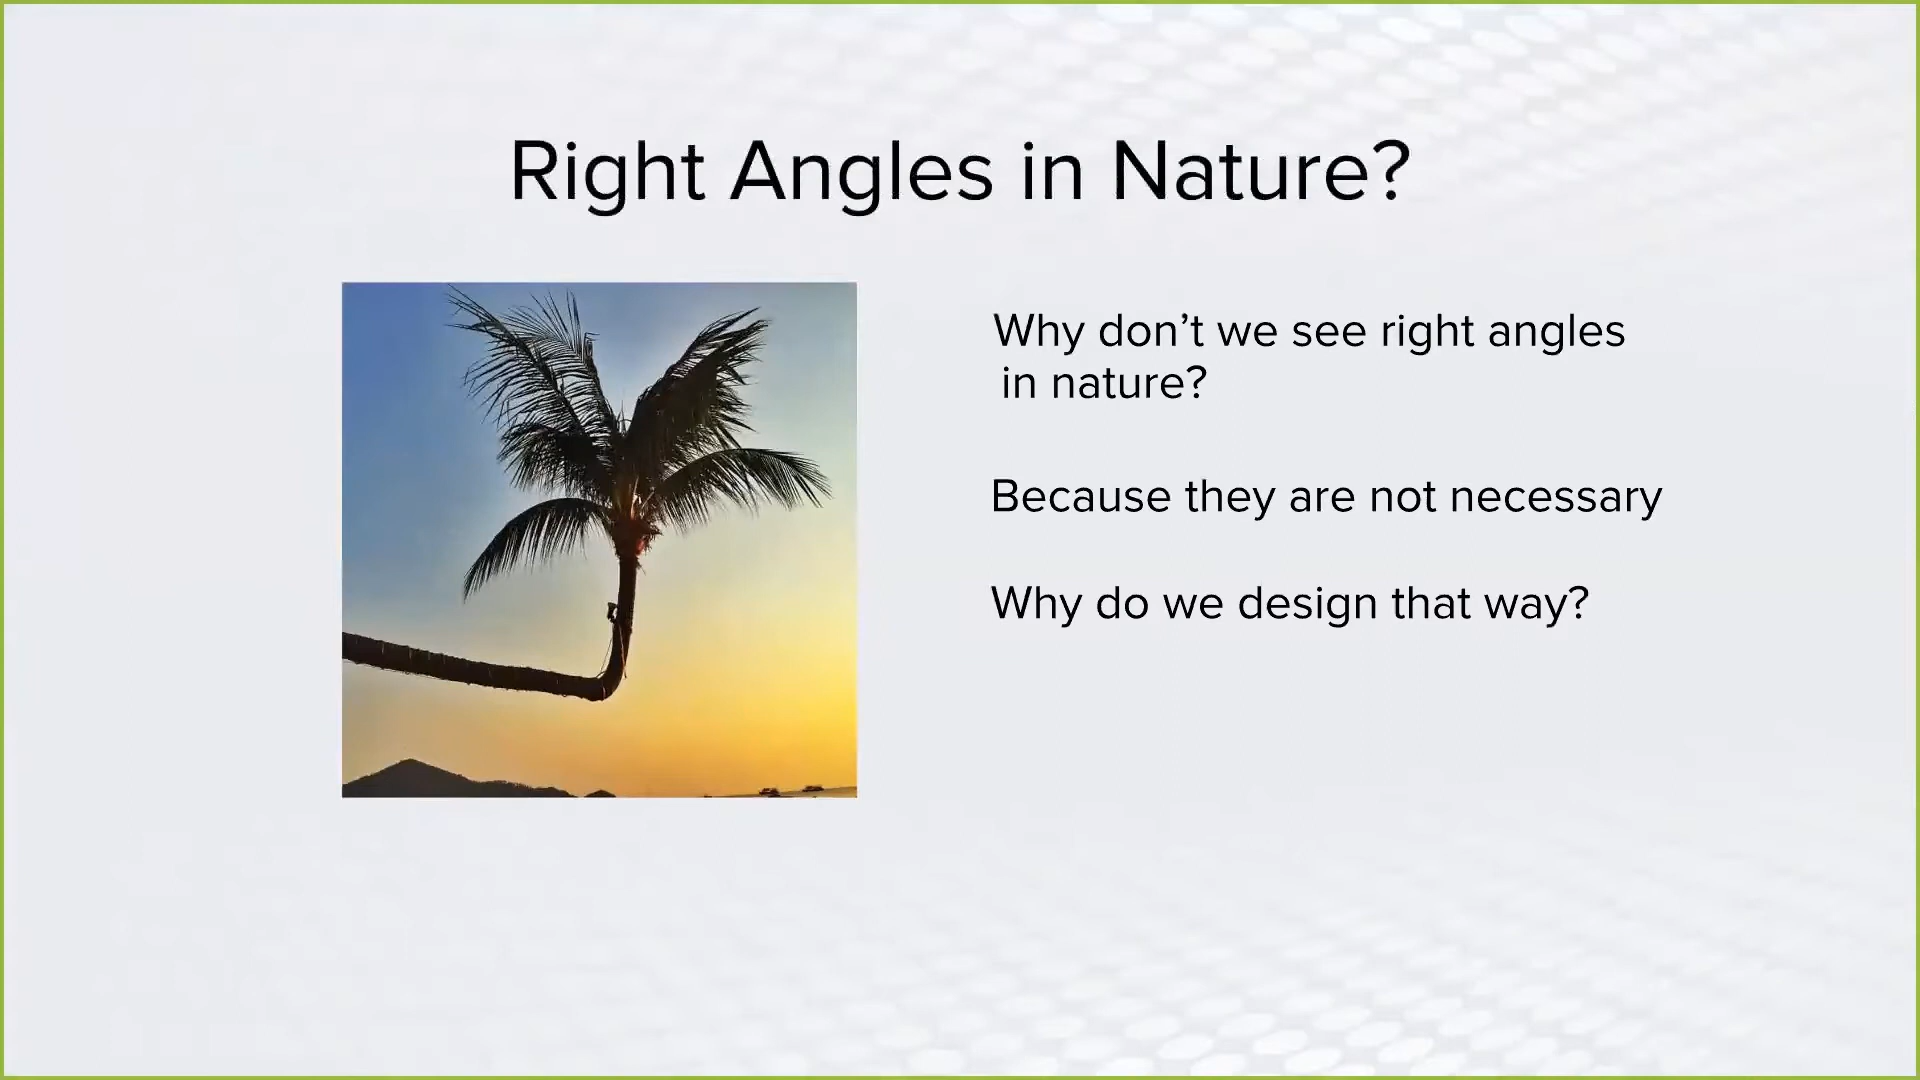 Right Angles in Nature?
Why don’t we see right angles
in nature?
Because they are not necessary
Why do we design that way?